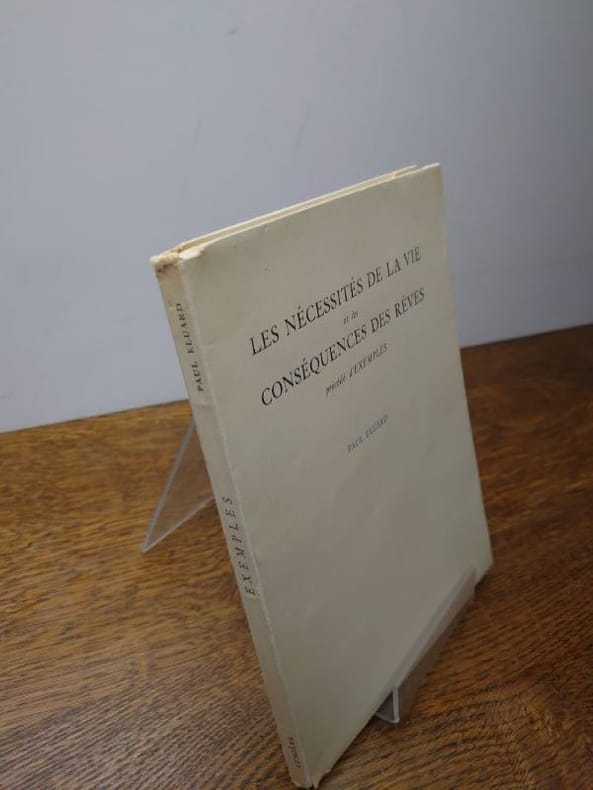 LES NÉCESSITÉS DE LA VIE
et les
CONSÉQUENCES DES RÊVES
précédé d'EXEMPLES
PAUL ELUARD
PAUL ELUARD
EXEMPLES